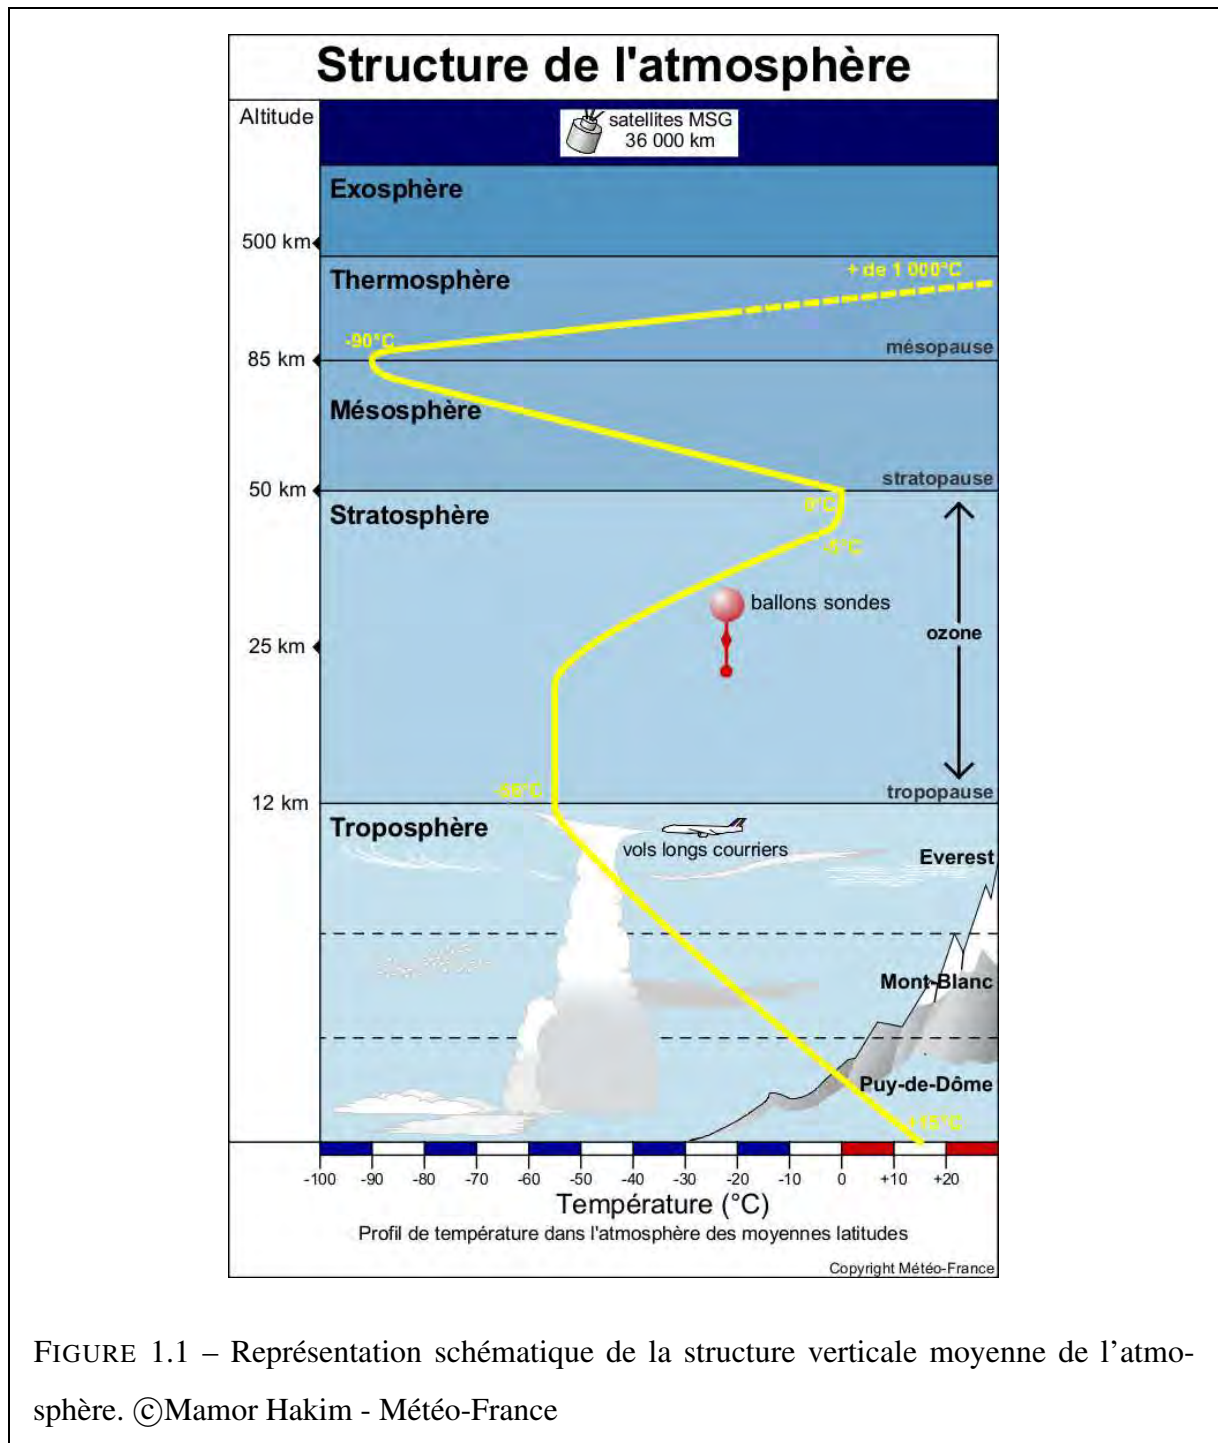 Structure de l'atmosphère
Altitude
satellites MSG
36 000 km
Exosphère
500 km
Thermosphère
+ de 1 000°C
-90°C
mésopause
85 km
Mésosphère
stratopause
50 km
0°C
Stratosphère
-5°C
ballons sondes
ozone
25 km
-56°C
tropopause
12 km
Troposphère
vols longs courriers
Everest
Mont-Blanc
Puy-de-Dôme
+15°C
-100 -90 -80 -70 -60 -50 -40 -30 -20 -10 0 +10 +20
Température (°C)
Profil de température dans l'atmosphère des moyennes latitudes
Copyright Météo-France
FIGURE 1.1 – Représentation schématique de la structure verticale moyenne de l'atmo-
sphère. ©Mamor Hakim - Météo-France